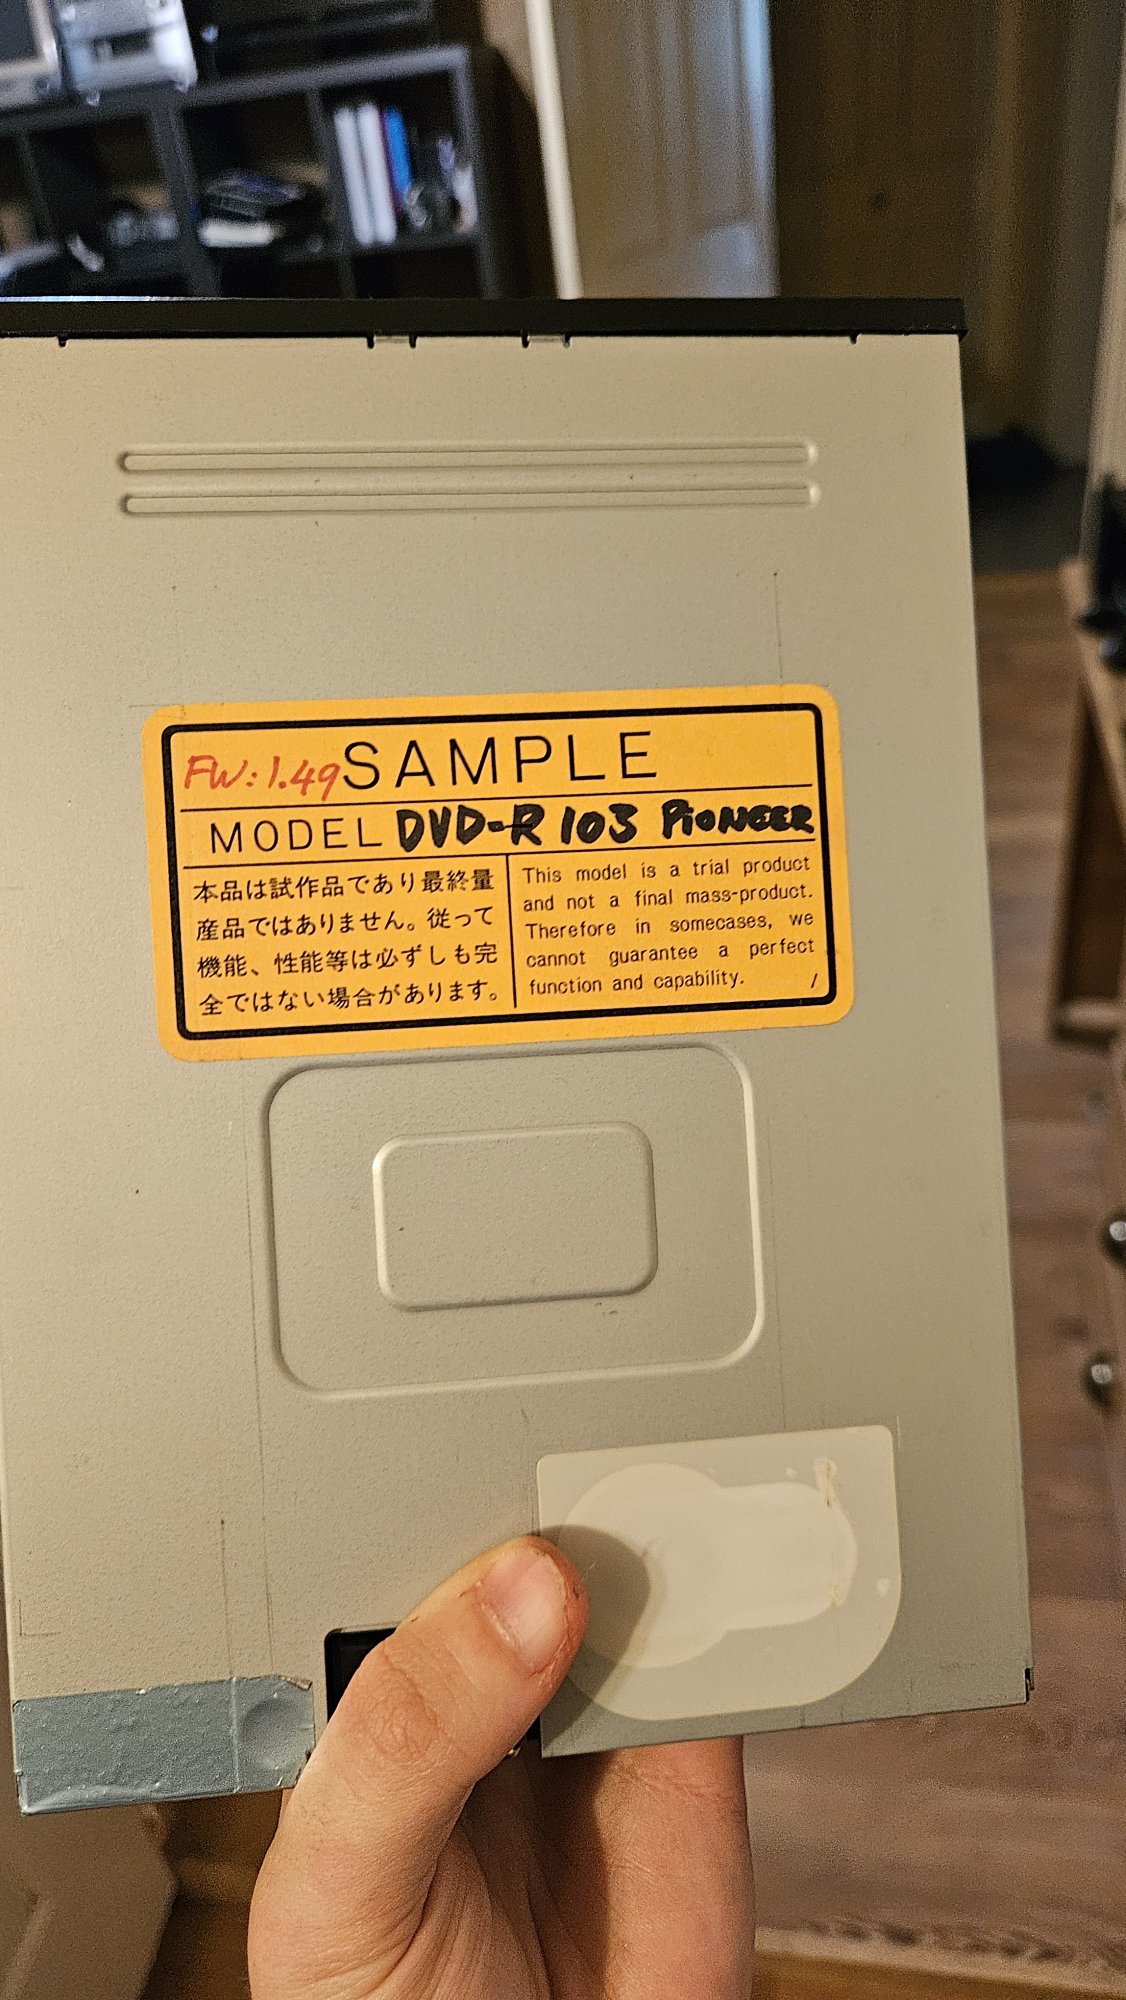 FW: 1.49 SAMPLE
MODEL DVD-R 103 PiONEER
本品は試作品であり最終量
産品ではありません。従って
機能、性能等は必ずしも完
全ではない場合があります。
This model is a trial product
and not a final mass-product.
Therefore in somecases, we
cannot guarantee a perfect
function and capability. /